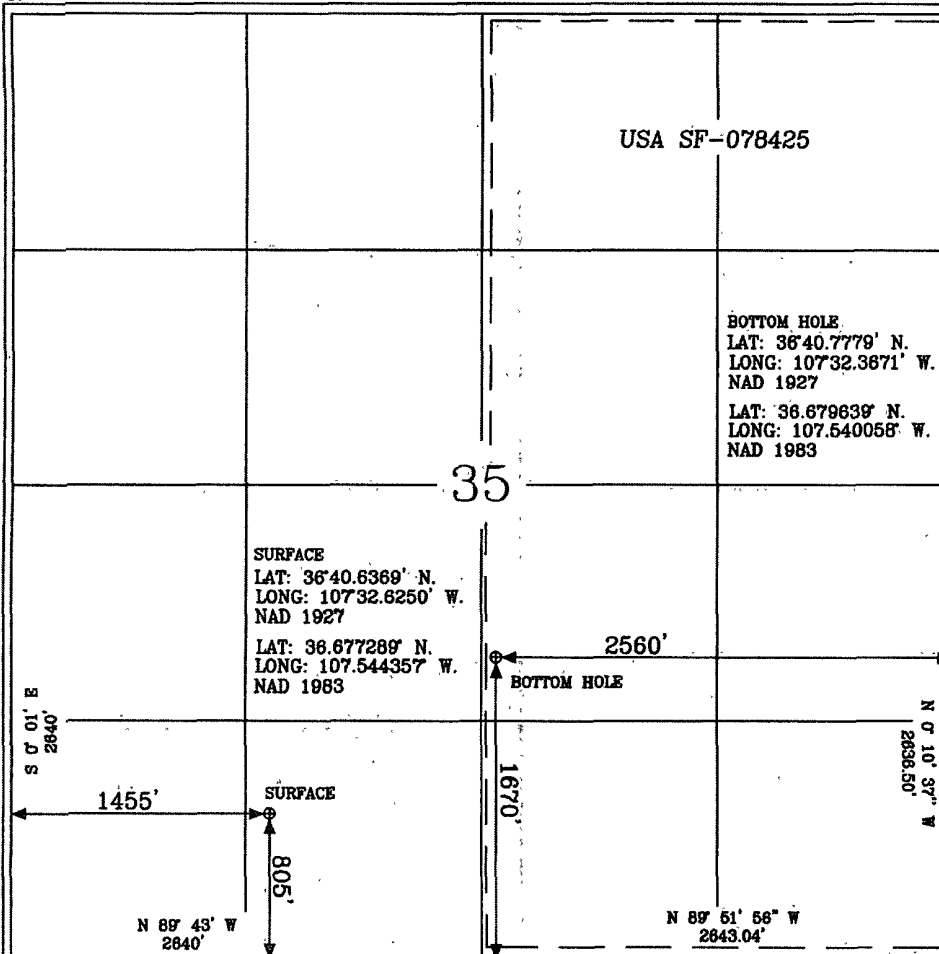 USA SF-078425
BOTTOM HOLE
LAT: 36°40.7779' N.
LONG: 107°32.3671' W.
NAD 1927
LAT: 36.679639° N.
LONG: 107.540058° W.
NAD 1983
35
SURFACE
LAT: 36°40.6369' N.
LONG: 107°32.6250' W.
NAD 1927
LAT: 36.677289° N.
LONG: 107.544357° W.
NAD 1983
2560'
BOTTOM HOLE
S 0° 01' E
2640'
N 0° 10' 37" W
2636.50'
1455'
SURFACE
1670'
805'
N 89° 43' W
2640'
N 89° 51' 56" W
2643.04'